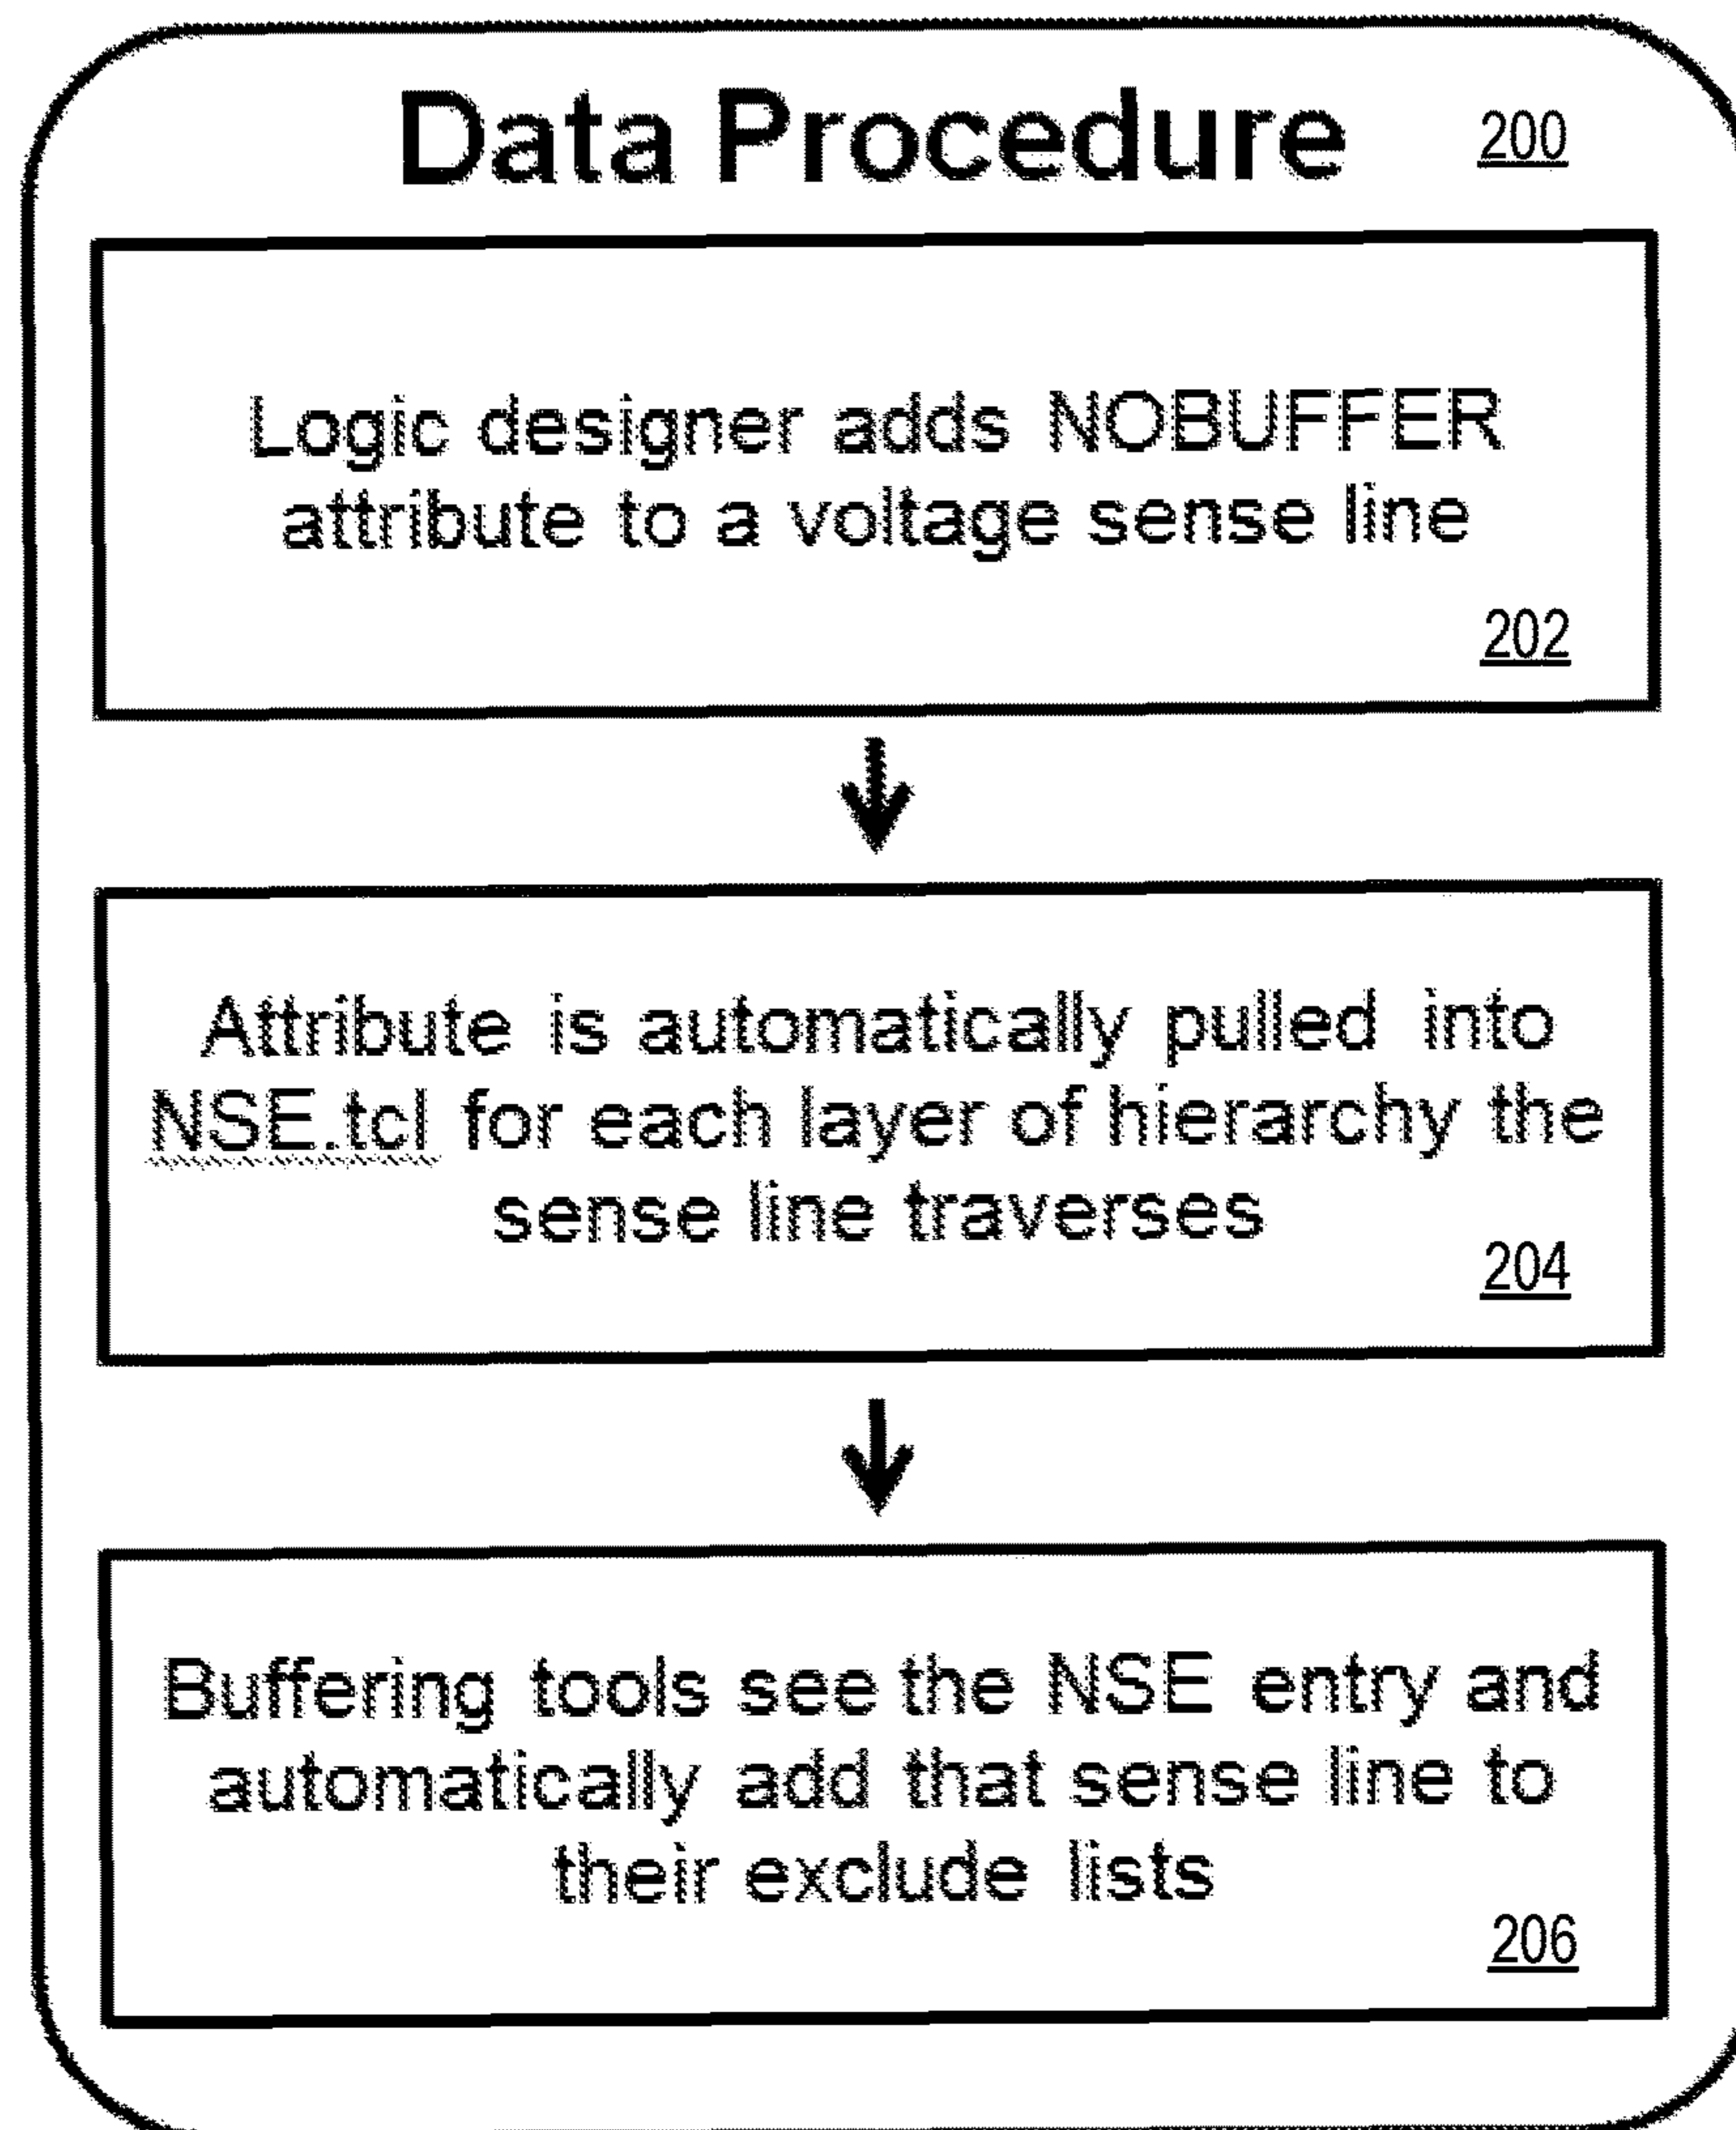 Data Procedure 200
Logic designer adds NOBUFFER
attribute to a voltage sense line
202
Attribute is automatically pulled into
NSE.tcl for each layer of hierarchy the
sense line traverses
204
Buffering tools see the NSE entry and
automatically add that sense line to
their exclude lists
206